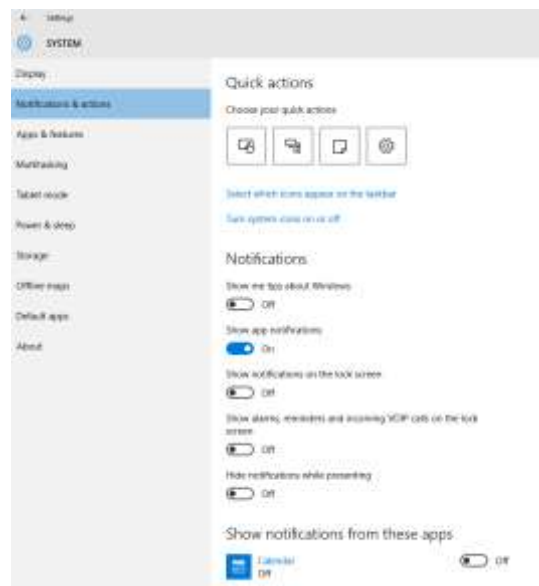 Settings
SYSTEM
Display
Notifications & actions
Apps & features
Multitasking
Tablet mode
Power & sleep
Storage
Offline maps
Default apps
About
Quick actions
Choose your quick actions
Select which icons appear on the taskbar
Turn system icons on or off
Notifications
Show me tips about Windows
Off
Show app notifications
On
Show notifications on the lock screen
Off
Show alarms, reminders and incoming VOIP calls on the lock
screen
Off
Hide notifications while presenting
Off
Show notifications from these apps
Calendar
Off
Off